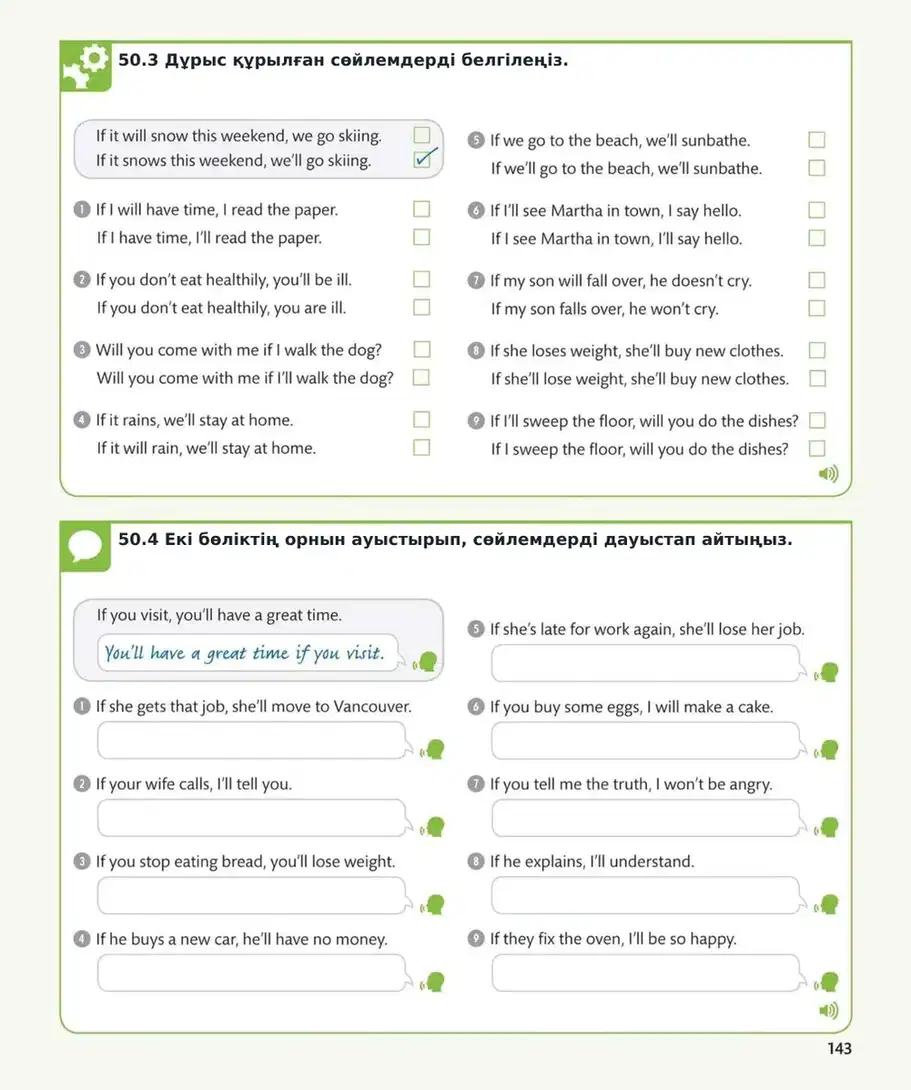 50.3 Дұрыс құрылған сөйлемдерді белгілеңіз.
If it will snow this weekend, we go skiing.
If it snows this weekend, we'll go skiing.
1 If I will have time, I read the paper.
If I have time, I'll read the paper.
2 If you don't eat healthily, you'll be ill.
If you don't eat healthily, you are ill.
3 Will you come with me if I walk the dog?
Will you come with me if I'll walk the dog?
4 If it rains, we'll stay at home.
If it will rain, we'll stay at home.
5 If we go to the beach, we'll sunbathe.
If we'll go to the beach, we'll sunbathe.
6 If I'll see Martha in town, I say hello.
If I see Martha in town, I'll say hello.
7 If my son will fall over, he doesn't cry.
If my son falls over, he won't cry.
8 If she loses weight, she'll buy new clothes.
If she'll lose weight, she'll buy new clothes.
9 If I'll sweep the floor, will you do the dishes?
If I sweep the floor, will you do the dishes?
50.4 Екі бөліктің орнын ауыстырып, сөйлемдерді дауыстап айтыңыз.
If you visit, you'll have a great time.
You'll have a great time if you visit.
1 If she gets that job, she'll move to Vancouver.
2 If your wife calls, I'll tell you.
3 If you stop eating bread, you'll lose weight.
4 If he buys a new car, he'll have no money.
5 If she's late for work again, she'll lose her job.
6 If you buy some eggs, I will make a cake.
7 If you tell me the truth, I won't be angry.
8 If he explains, I'll understand.
9 If they fix the oven, I'll be so happy.
143